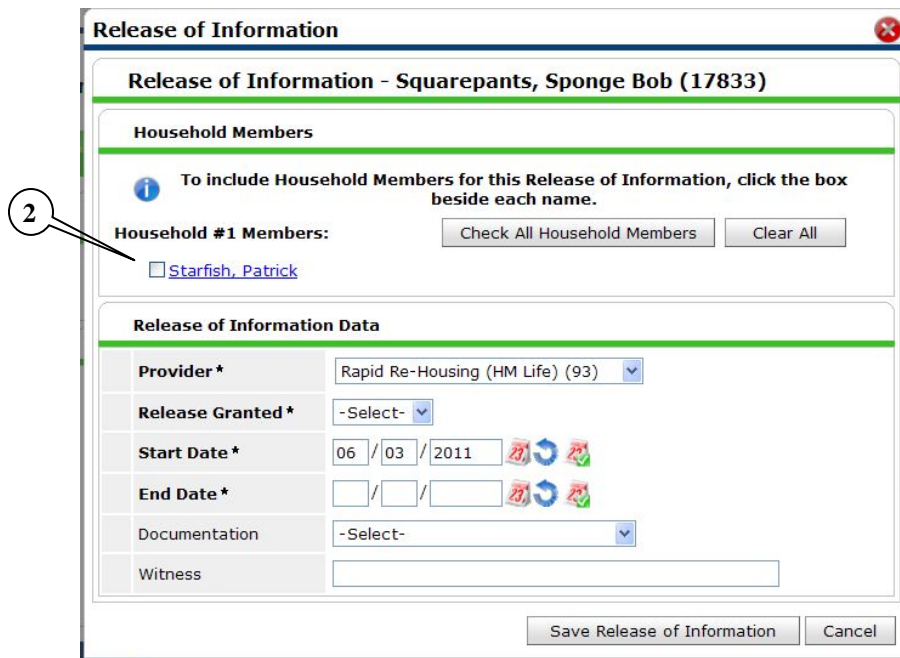 Release of Information
Release of Information - Squarepants, Sponge Bob (17833)
Household Members
To include Household Members for this Release of Information, click the box
beside each name.
2
Household #1 Members:
Check All Household Members
Clear All
Starfish, Patrick
Release of Information Data
Provider * Rapid Re-Housing (HM Life) (93)
Release Granted * -Select-
Start Date * 06 / 03 / 2011
End Date * / /
Documentation -Select-
Witness
Save Release of Information
Cancel